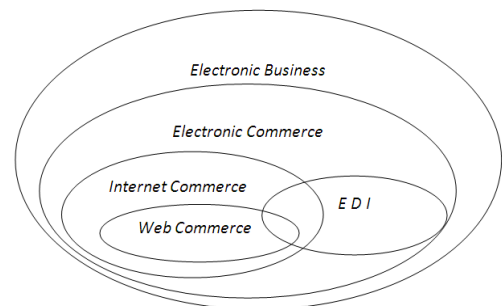 Electronic Business
Electronic Commerce
Internet Commerce
E D I
Web Commerce